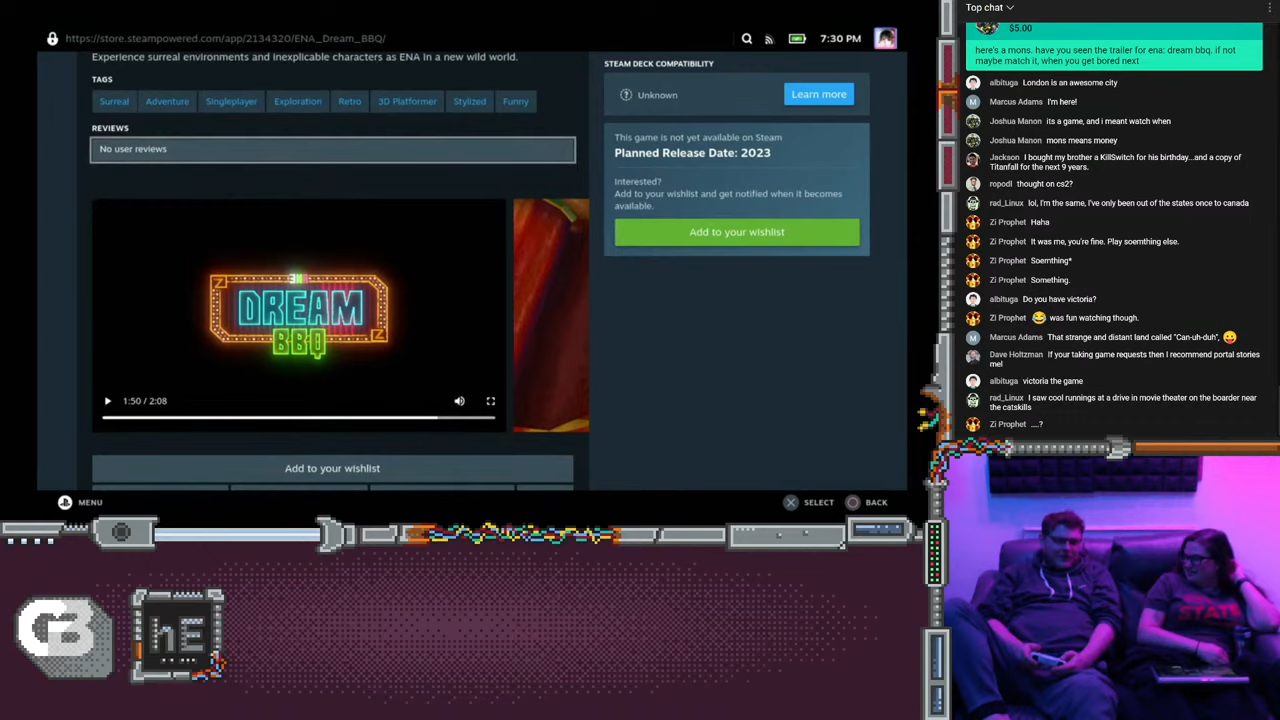 https://store.steampowered.com/app/2134320/ENA_Dream_BBQ/
7:30 PM
Experience surreal environments and inexplicable characters as ENA in a new wild world.
TAGS
Surreal
Adventure
Singleplayer
Exploration
Retro
3D Platformer
Stylized
Funny
REVIEWS
No user reviews
DREAM
BBQ
1:50 / 2:08
Add to your wishlist
STEAM DECK COMPATIBILITY
Unknown
Learn more
This game is not yet available on Steam
Planned Release Date: 2023
Interested?
Add to your wishlist and get notified when it becomes
available.
Add to your wishlist
MENU
SELECT
BACK
Top chat
$5.00
here's a mons. have you seen the trailer for ena: dream bbq. if not
maybe match it, when you get bored next
albituga London is an awesome city
M Marcus Adams I'm here!
Joshua Manon its a game, and i meant watch when
Joshua Manon mons means money
Jackson I bought my brother a KillSwitch for his birthday...and a copy of
Titanfall for the next 9 years.
ropodl thought on cs2?
rad_Linux lol, I'm the same, I've only been out of the states once to canada
Zi Prophet Haha
Zi Prophet It was me, you're fine. Play soemthing else.
Zi Prophet Soemthing*
Zi Prophet Something.
albituga Do you have victoria?
Zi Prophet 😂 was fun watching though.
M Marcus Adams That strange and distant land called "Can-uh-duh", 😛
Dave Holtzman If your taking game requests then I recommend portal stories
mel
albituga victoria the game
rad_Linux I saw cool runnings at a drive in movie theater on the boarder near
the catskills
Zi Prophet ....?
GB
hE
STATE